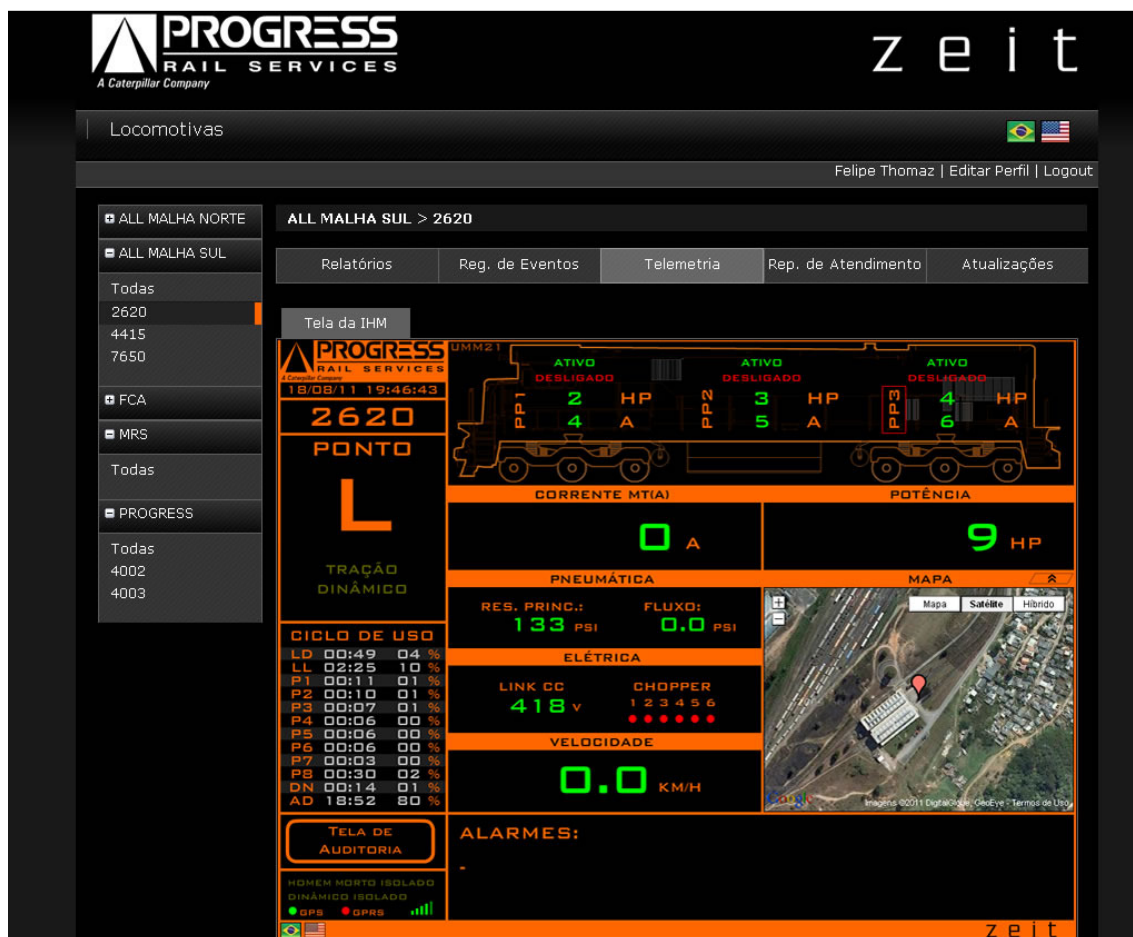 PROGRESS
RAIL SERVICES
A Caterpillar Company
zeit
Locomotivas
Felipe Thomaz | Editar Perfil | Logout
ALL MALHA NORTE
ALL MALHA SUL
Todas
2620
4415
7650
FCA
MRS
Todas
PROGRESS
Todas
4002
4003
ALL MALHA SUL > 2620
Relatórios Reg. de Eventos Telemetria Rep. de Atendimento Atualizações
Tela da IHM
PROGRESS
RAIL SERVICES
A Caterpillar Company
18/08/11 19:46:43
2620
PONTO
L
TRAÇÃO
DINÂMICO
CICLO DE USO
LD 00:49 04 %
LL 02:25 10 %
P1 00:11 01 %
P2 00:10 01 %
P3 00:07 01 %
P4 00:06 00 %
P5 00:06 00 %
P6 00:06 00 %
P7 00:03 00 %
P8 00:30 02 %
DN 00:14 01 %
AD 18:52 80 %
TELA DE
AUDITORIA
HOMEM MORTO ISOLADO
DINÂMICO ISOLADO
GPS GPRS
UMM21
ATIVO ATIVO ATIVO
DESLIGADO DESLIGADO DESLIGADO
PP1 2 HP PP2 3 HP PP3 4 HP
4 A 5 A 6 A
CORRENTE MT(A) POTÊNCIA
0 A 9 HP
PNEUMÁTICA
RES. PRINC.: FLUXO:
133 PSI 0.0 PSI
ELÉTRICA
LINK CC CHOPPER
418 V 1 2 3 4 5 6
VELOCIDADE
0.0 KM/H
MAPA
Mapa Satélite Híbrido
Google
Imagens ©2011 DigitalGlobe, GeoEye - Termos de Uso
ALARMES:
-
zeit